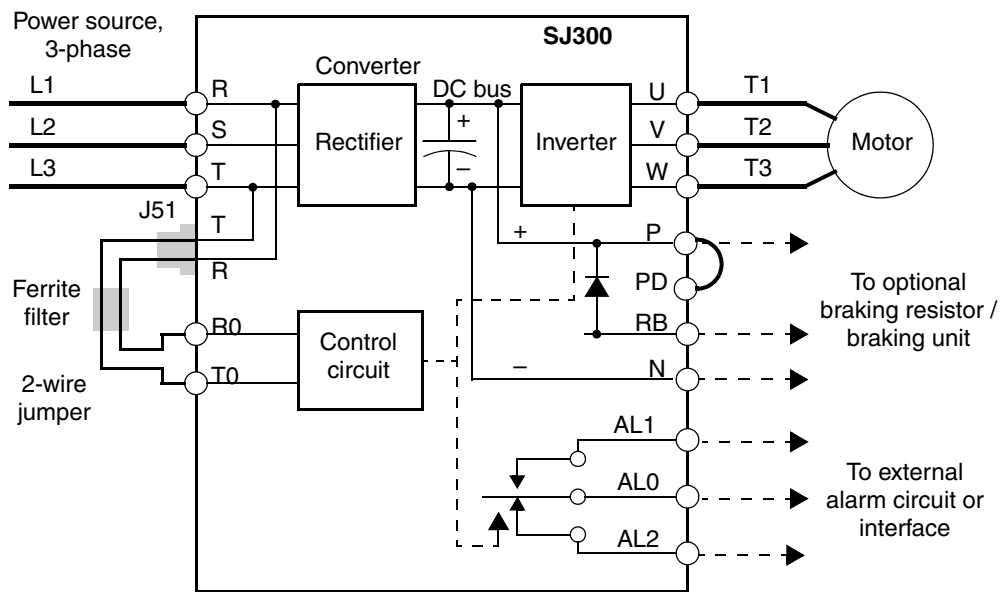 Power source,
3-phase
SJ300
L1
R
Converter
DC bus
U
T1
L2
S
Rectifier
+
Inverter
V
T2
Motor
L3
T
–
W
T3
J51
T
R
+
P
PD
RB
N
–
To optional
braking resistor /
braking unit
Ferrite
filter
R0
T0
Control
circuit
2-wire
jumper
AL1
AL0
AL2
To external
alarm circuit or
interface